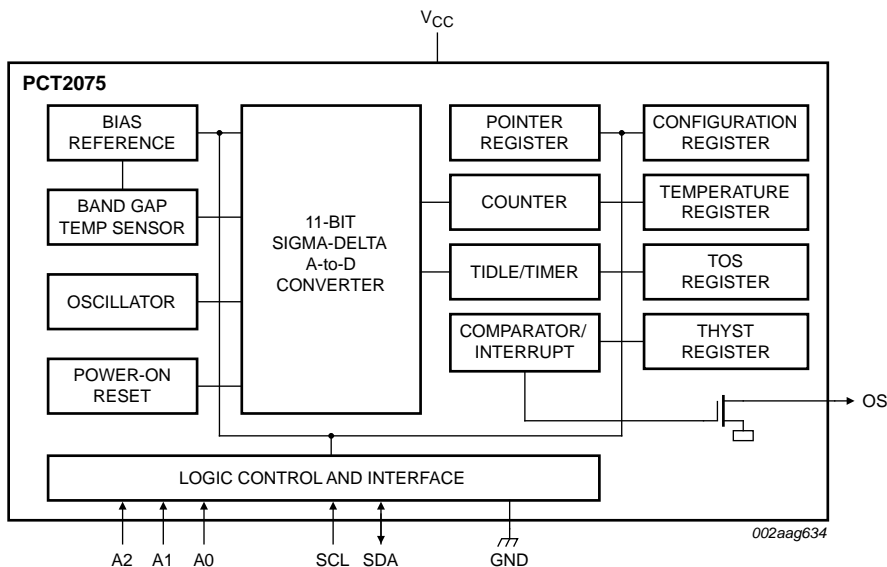 VCC
PCT2075
BIAS
REFERENCE
BAND GAP
TEMP SENSOR
OSCILLATOR
POWER-ON
RESET
11-BIT
SIGMA-DELTA
A-to-D
CONVERTER
POINTER
REGISTER
COUNTER
TIDLE/TIMER
COMPARATOR/
INTERRUPT
CONFIGURATION
REGISTER
TEMPERATURE
REGISTER
TOS
REGISTER
THYST
REGISTER
OS
LOGIC CONTROL AND INTERFACE
A2 A1 A0 SCL SDA GND
002aag634